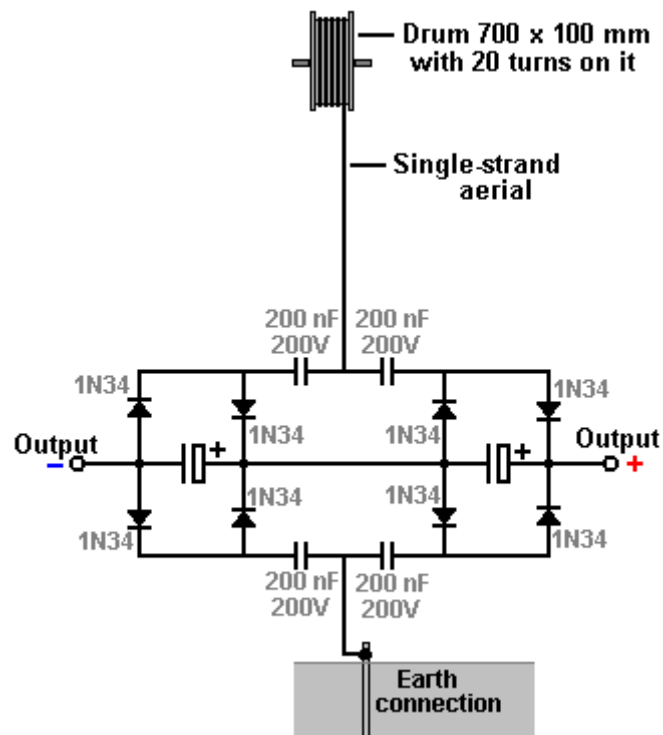 Drum 700 x 100 mm
with 20 turns on it
Single-strand
aerial
200 nF 200 nF
200V 200V
1N34 1N34
1N34 1N34
Output Output
- +
+ +
1N34 1N34
1N34 1N34
200 nF 200 nF
200V 200V
Earth
connection